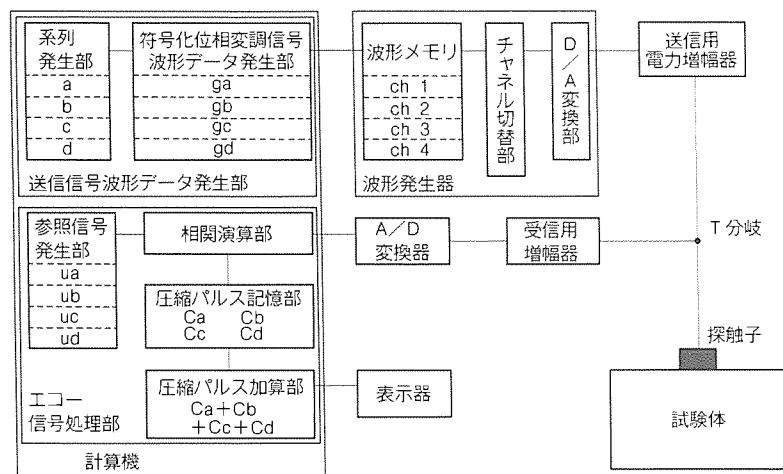 系列
発生部
a
b
c
d
符号化位相変調信号
波形データ発生部
ga
gb
gc
gd
送信信号波形データ発生部
波形メモリ
ch 1
ch 2
ch 3
ch 4
チャネル切替部
D/A変換部
波形発生器
送信用
電力増幅器
参照信号
発生部
ua
ub
uc
ud
相関演算部
A/D
変換器
受信用
増幅器
T分岐
圧縮パルス記憶部
Ca Cb
Cc Cd
探触子
圧縮パルス加算部
Ca+Cb
+Cc+Cd
表示器
試験体
エコー
信号処理部
計算機